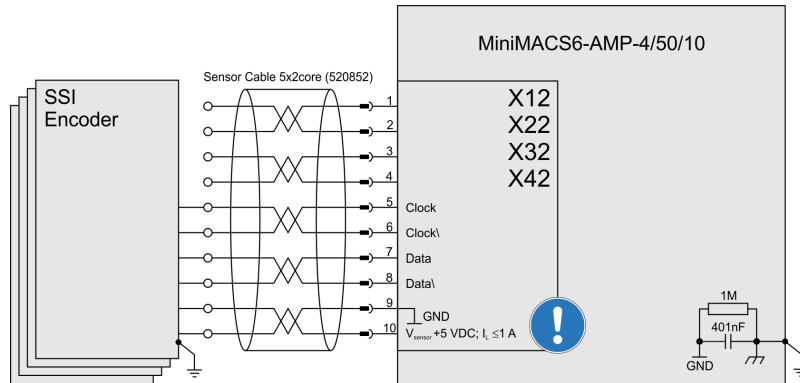 MiniMACS6-AMP-4/50/10
Sensor Cable 5x2core (520852)
SSI
Encoder
X12
X22
X32
X42
1
2
3
4
5 Clock
6 Clock\
7 Data
8 Data\
9 GND
10 Vsensor +5 VDC; IL ≤1 A
!
1M
401nF
GND